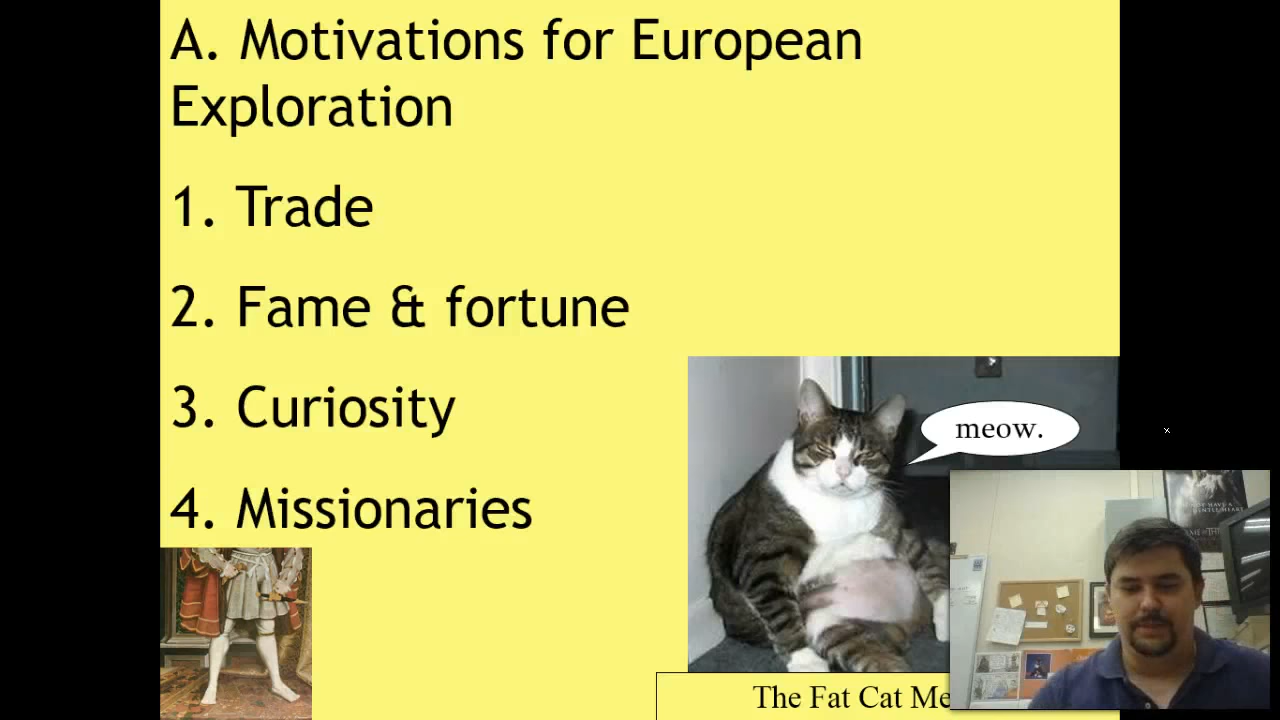 A. Motivations for European
Exploration
1. Trade
2. Fame & fortune
3. Curiosity
4. Missionaries
meow.
The Fat Cat Me